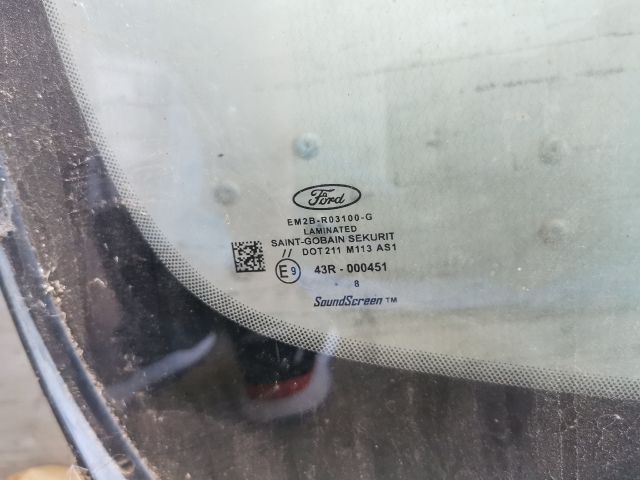 Ford
EM2B-R03100-G
LAMINATED
SAINT-GOBAIN SEKURIT
// DOT211 M113 AS1
E9 43R - 000451
8
SoundScreen™